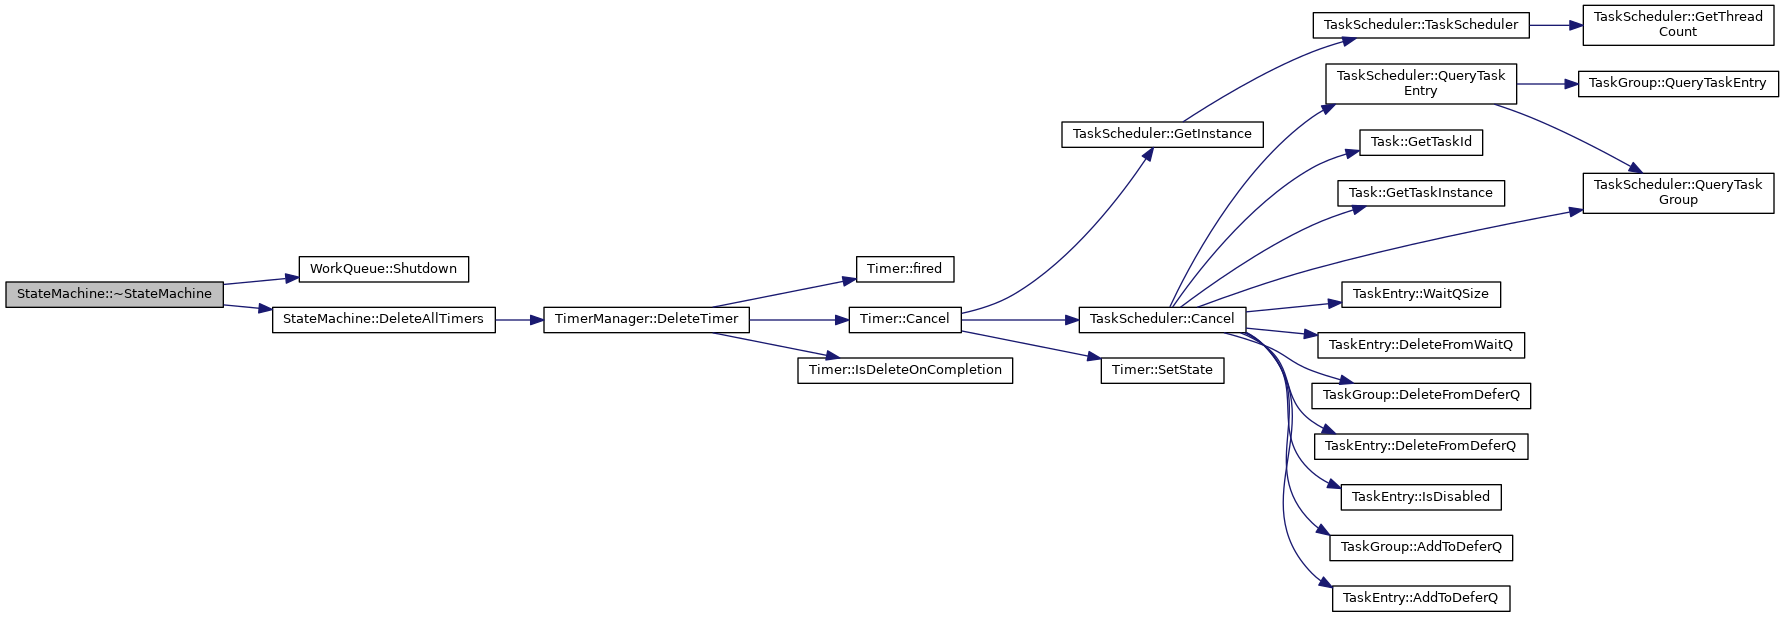 TaskScheduler::TaskScheduler
TaskScheduler::GetThread
Count
TaskScheduler::QueryTask
Entry
TaskGroup::QueryTaskEntry
TaskScheduler::GetInstance
Task::GetTaskId
Task::GetTaskInstance
TaskScheduler::QueryTask
Group
WorkQueue::Shutdown
Timer::fired
StateMachine::~StateMachine
TaskEntry::WaitQSize
StateMachine::DeleteAllTimers
TimerManager::DeleteTimer
Timer::Cancel
TaskScheduler::Cancel
TaskEntry::DeleteFromWaitQ
Timer::IsDeleteOnCompletion
Timer::SetState
TaskGroup::DeleteFromDeferQ
TaskEntry::DeleteFromDeferQ
TaskEntry::IsDisabled
TaskGroup::AddToDeferQ
TaskEntry::AddToDeferQ